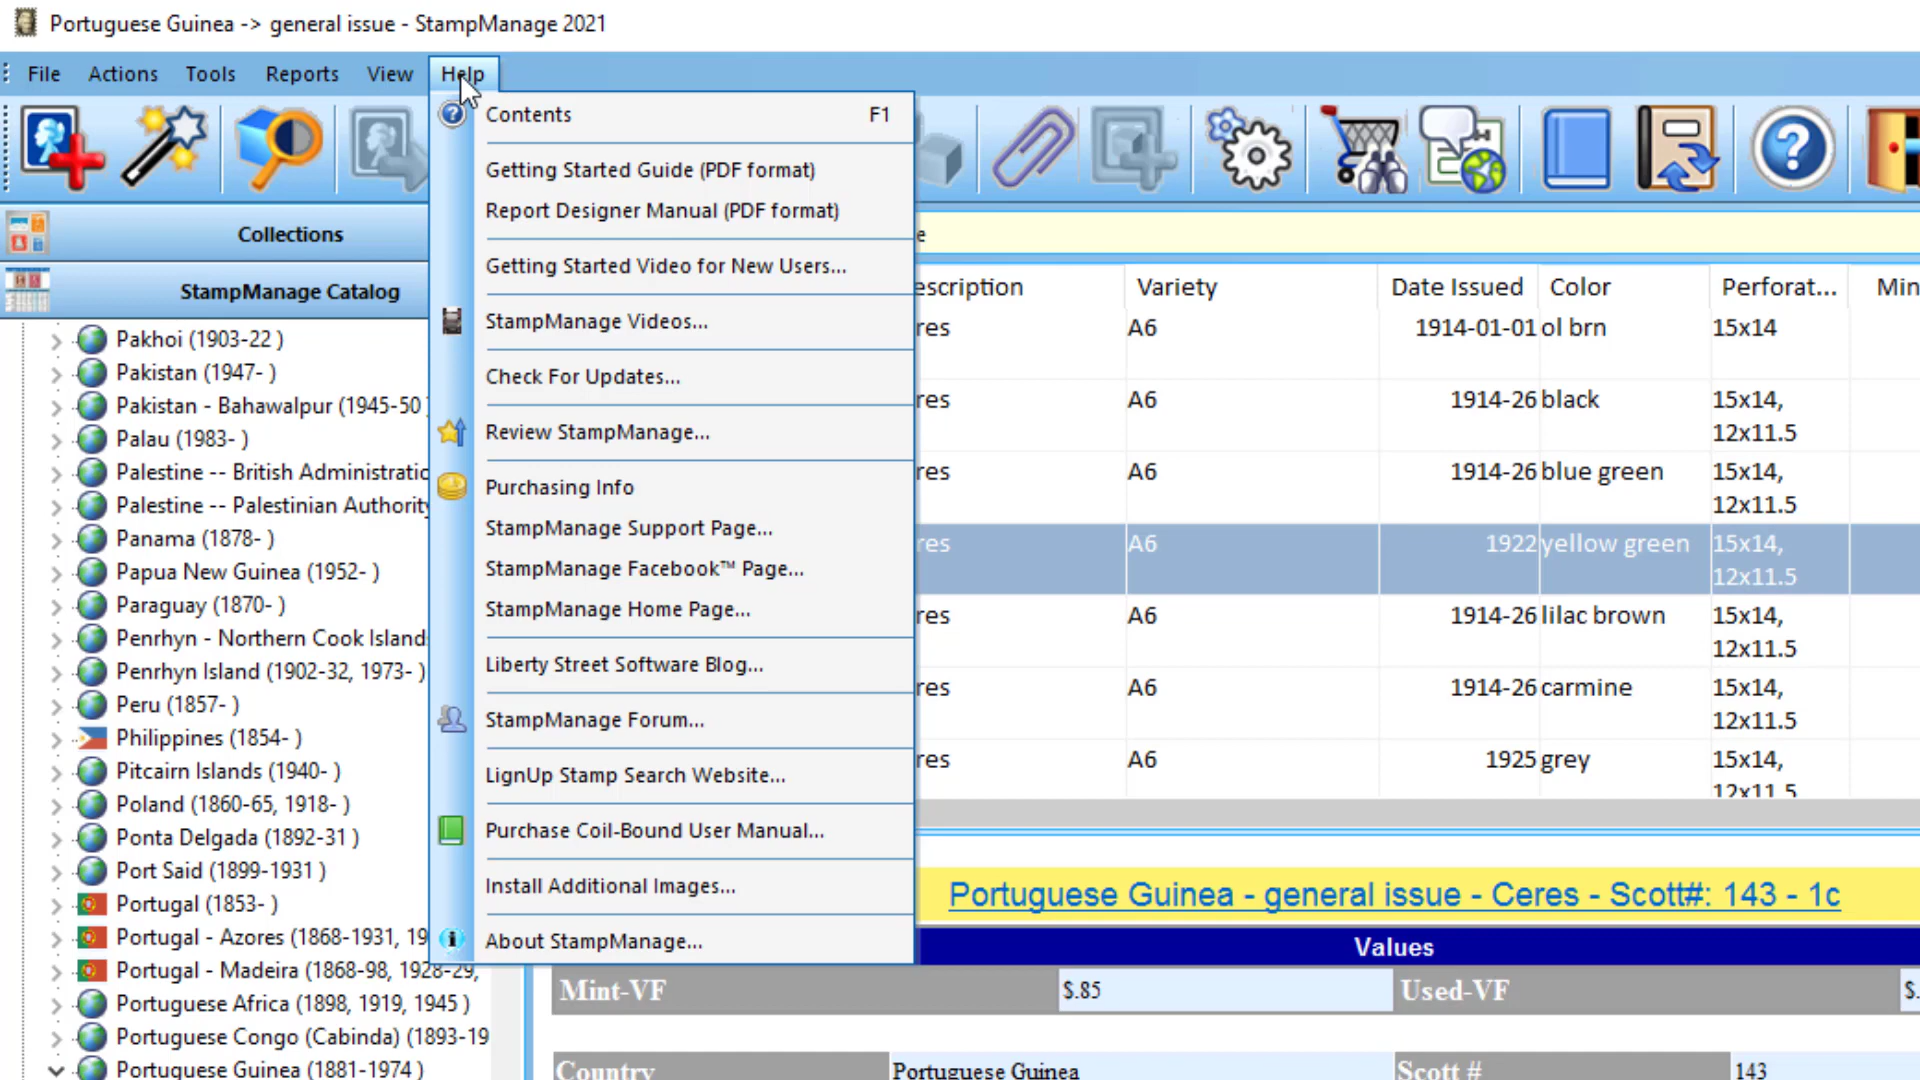 Portuguese Guinea -> general issue - StampManage 2021
File Actions Tools Reports View Help
Contents F1
Getting Started Guide (PDF format)
Report Designer Manual (PDF format)
Getting Started Video for New Users...
StampManage Videos...
Check For Updates...
Review StampManage...
Purchasing Info
StampManage Support Page...
StampManage Facebook™ Page...
StampManage Home Page...
Liberty Street Software Blog...
StampManage Forum...
LignUp Stamp Search Website...
Purchase Coil-Bound User Manual...
Install Additional Images...
About StampManage...
Collections
StampManage Catalog
Pakhoi (1903-22 )
Pakistan (1947- )
Pakistan - Bahawalpur (1945-50 )
Palau (1983- )
Palestine -- British Administratio
Palestine -- Palestinian Authority
Panama (1878- )
Papua New Guinea (1952- )
Paraguay (1870- )
Penrhyn - Northern Cook Islands
Penrhyn Island (1902-32, 1973- )
Peru (1857- )
Philippines (1854- )
Pitcairn Islands (1940- )
Poland (1860-65, 1918- )
Ponta Delgada (1892-31 )
Port Said (1899-1931 )
Portugal (1853- )
Portugal - Azores (1868-1931, 19
Portugal - Madeira (1868-98, 1928-29,
Portuguese Africa (1898, 1919, 1945 )
Portuguese Congo (Cabinda) (1893-19
Portuguese Guinea (1881-1974 )
e
escription Variety Date Issued Color Perforat... Min
res A6 1914-01-01 ol brn 15x14
res A6 1914-26 black 15x14,
12x11.5
res A6 1914-26 blue green 15x14,
12x11.5
res A6 1922 yellow green 15x14,
12x11.5
res A6 1914-26 lilac brown 15x14,
12x11.5
res A6 1914-26 carmine 15x14,
12x11.5
res A6 1925 grey 15x14,
12x11.5
Portuguese Guinea - general issue - Ceres - Scott#: 143 - 1c
Values
Mint-VF $.85 Used-VF $.
Country Portuguese Guinea Scott # 143